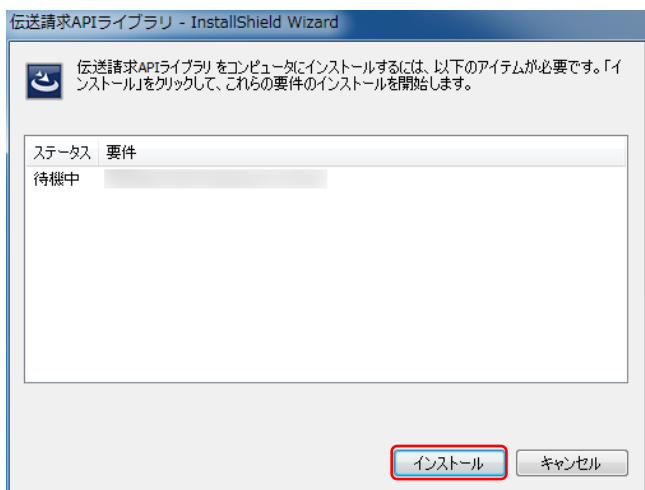 伝送請求APIライブラリ - InstallShield Wizard
伝送請求APIライブラリ をコンピュータにインストールするには、以下のアイテムが必要です。「イ
ンストール」をクリックして、これらの要件のインストールを開始します。
ステータス 要件
待機中
インストール キャンセル